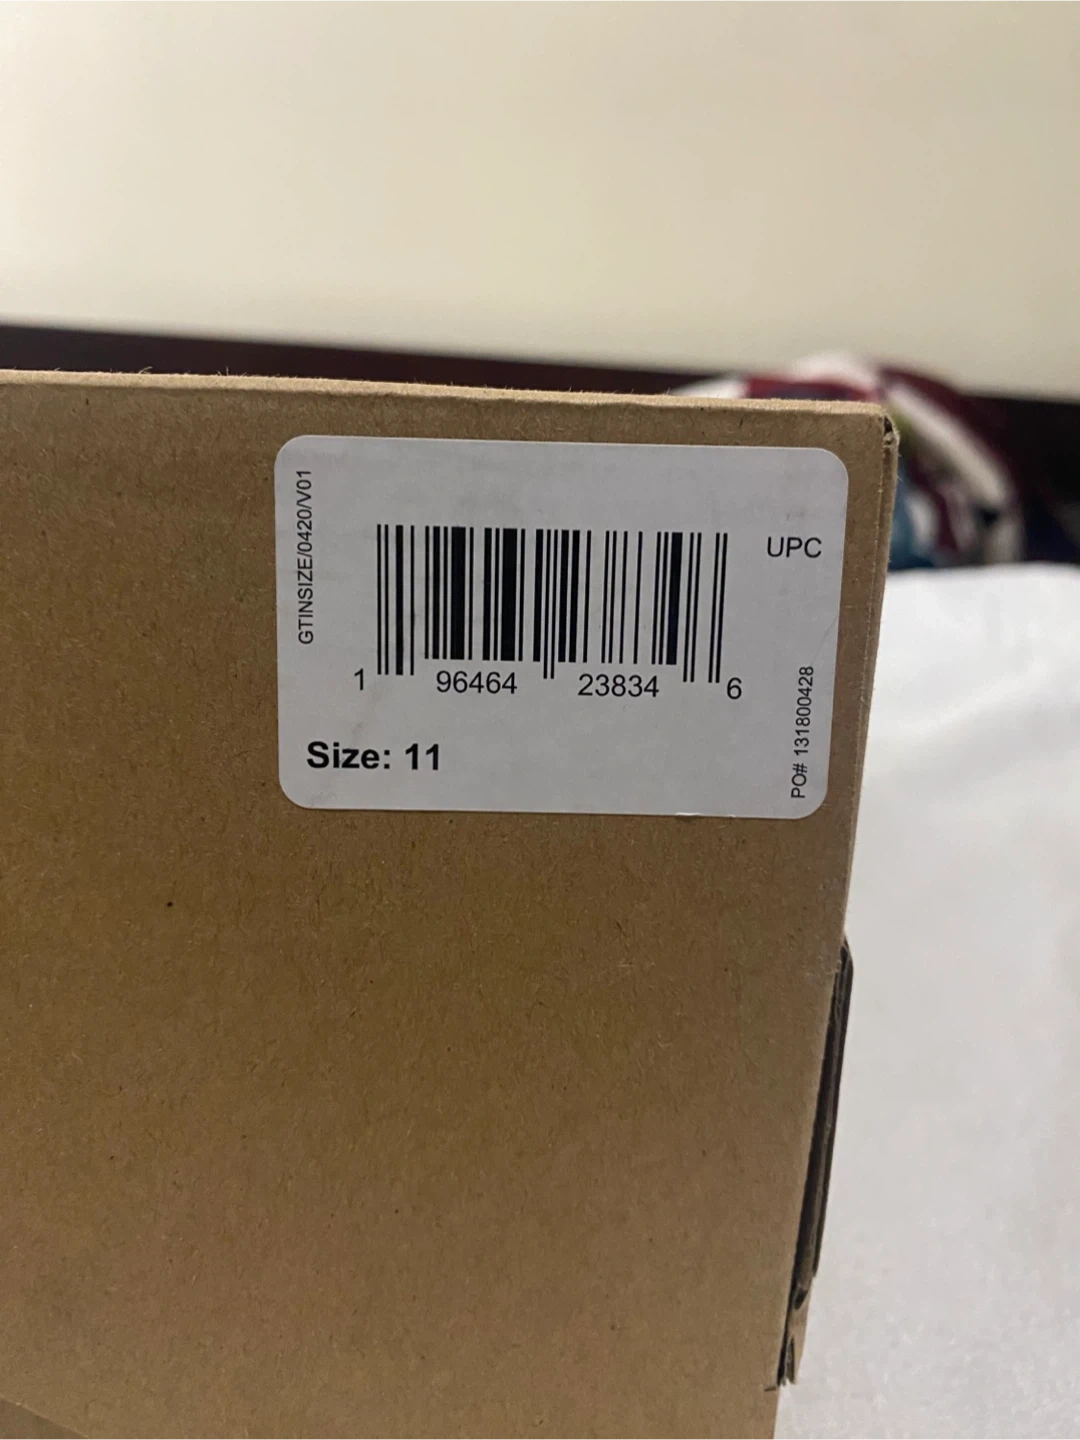 GTINSIZE/0420/V01
UPC
1 96464 23834 6
Size: 11
PO# 131800428